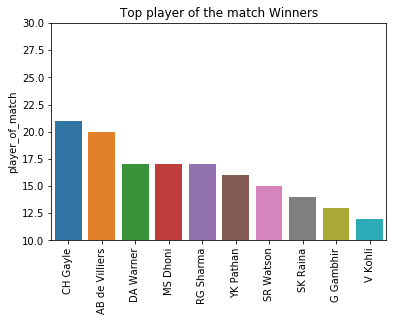 Top player of the match Winners
30.0
27.5
25.0
22.5
20.0
17.5
15.0
12.5
10.0
player_of_match
CH Gayle
AB de Villiers
DA Warner
MS Dhoni
RG Sharma
YK Pathan
SR Watson
SK Raina
G Gambhir
V Kohli